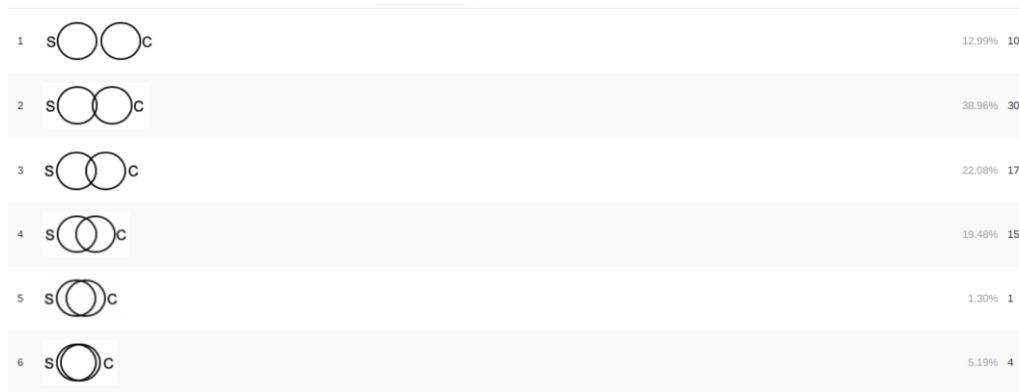 1 S C 12.99% 10
2 S C 38.96% 30
3 S C 22.08% 17
4 S C 19.48% 15
5 S C 1.30% 1
6 S C 5.19% 4